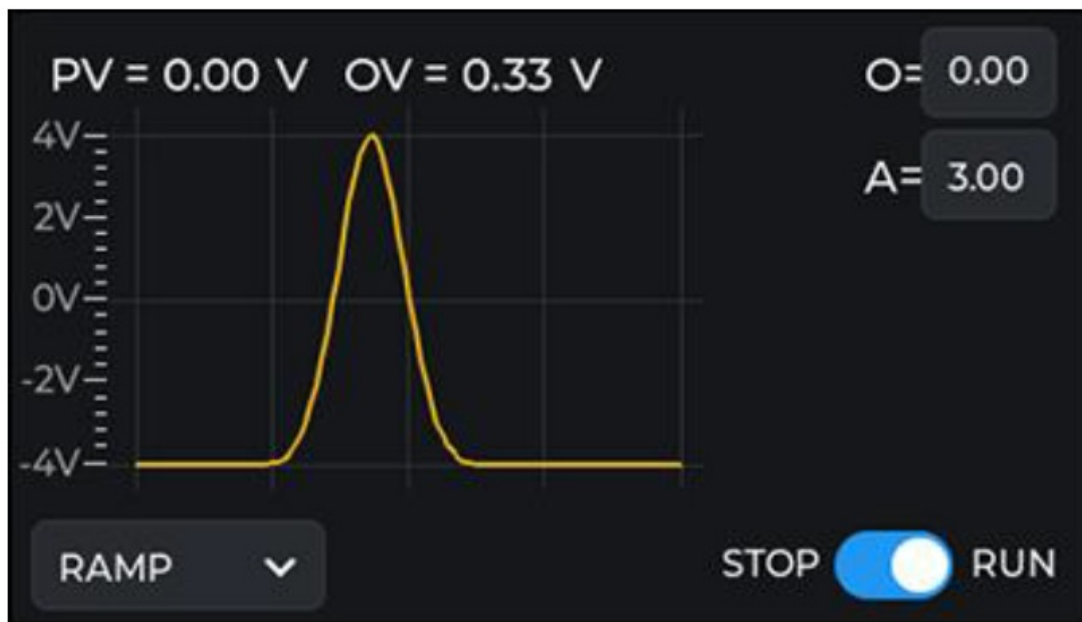 PV = 0.00 V OV = 0.33 V
O= 0.00
A= 3.00
4V
2V
0V
-2V
-4V
RAMP
STOP RUN